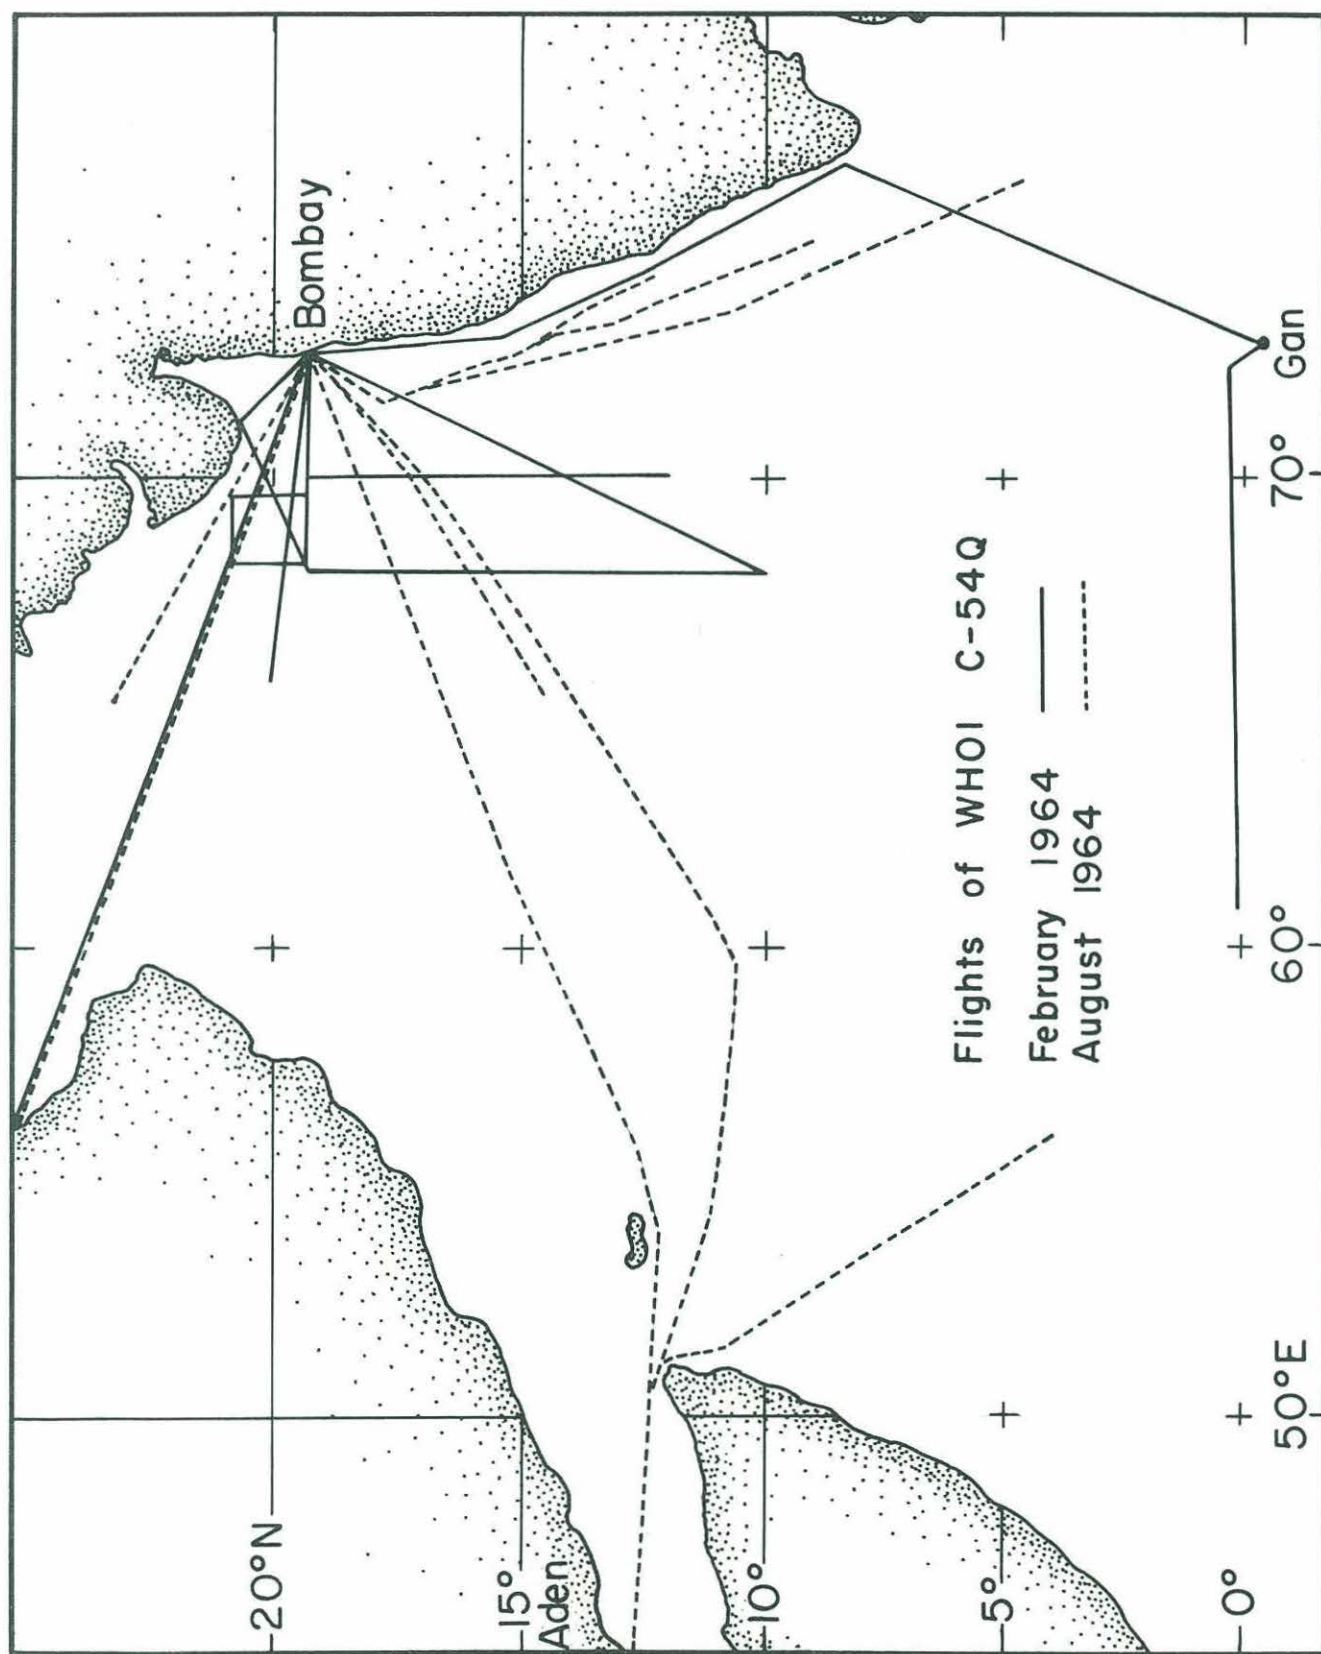 20°N
15°
Aden
10°
5°
0°
50°E
60°
70°
Bombay
Gan
Flights of WHOI C-54Q
February 1964
August 1964